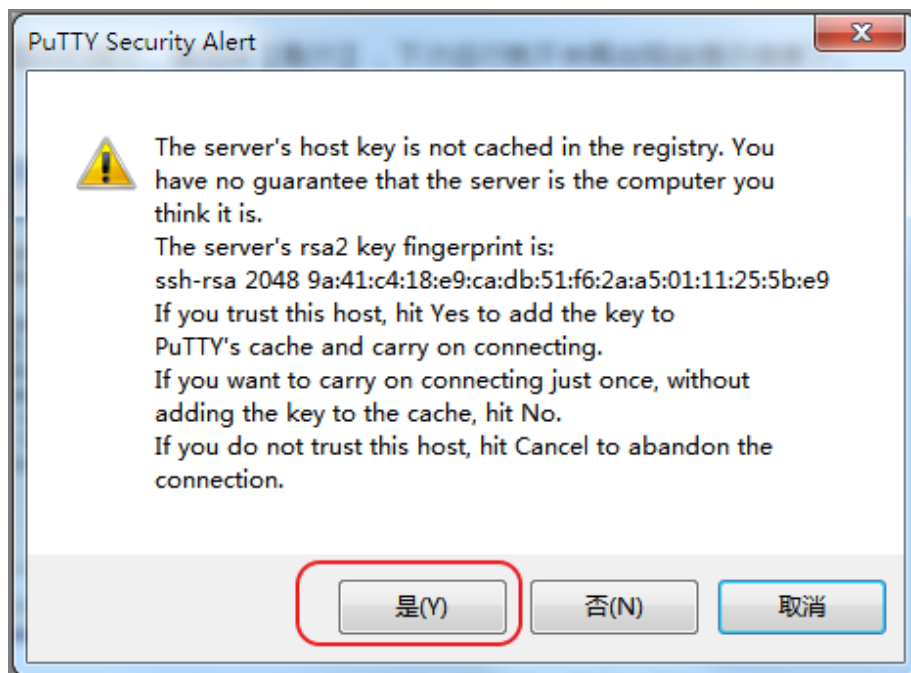 PuTTY Security Alert
The server's host key is not cached in the registry. You
have no guarantee that the server is the computer you
think it is.
The server's rsa2 key fingerprint is:
ssh-rsa 2048 9a:41:c4:18:e9:ca:db:51:f6:2a:a5:01:11:25:5b:e9
If you trust this host, hit Yes to add the key to
PuTTY's cache and carry on connecting.
If you want to carry on connecting just once, without
adding the key to the cache, hit No.
If you do not trust this host, hit Cancel to abandon the
connection.
是(Y) 否(N) 取消